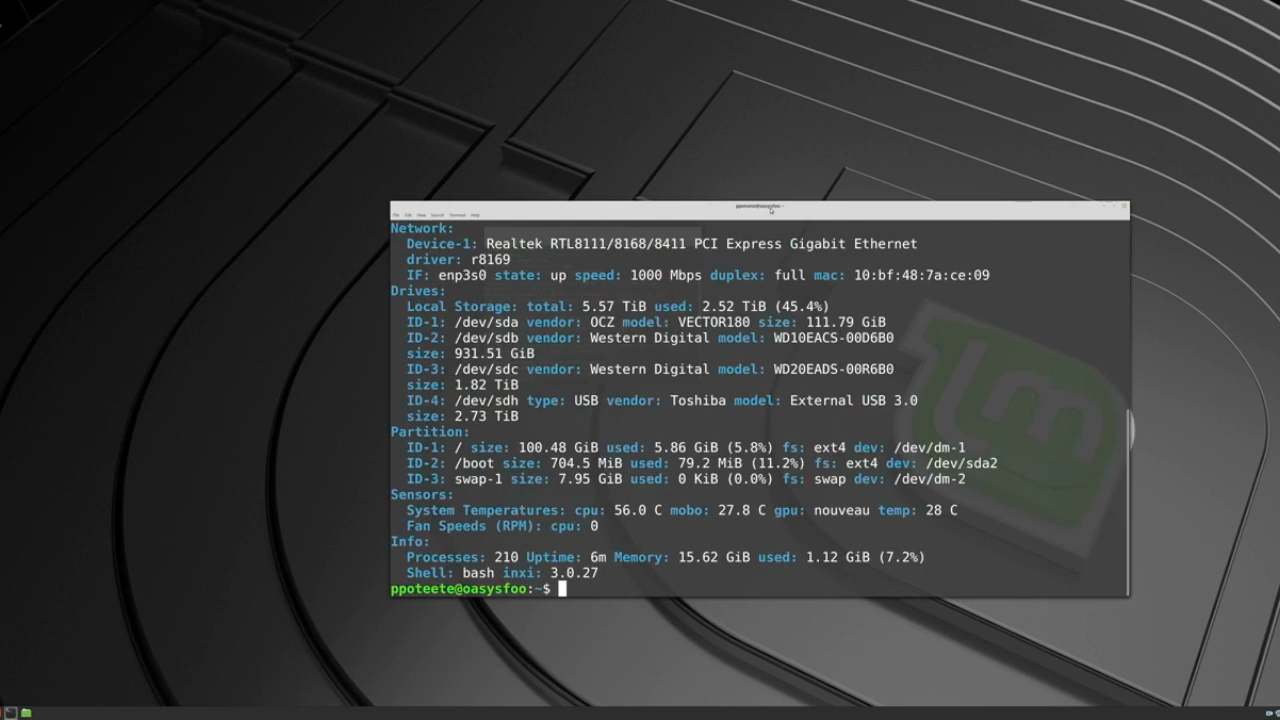 ppoteete@oasysfoo: ~
File Edit View Search Terminal Help
Network:
Device-1: Realtek RTL8111/8168/8411 PCI Express Gigabit Ethernet
driver: r8169
IF: enp3s0 state: up speed: 1000 Mbps duplex: full mac: 10:bf:48:7a:ce:09
Drives:
Local Storage: total: 5.57 TiB used: 2.52 TiB (45.4%)
ID-1: /dev/sda vendor: OCZ model: VECTOR180 size: 111.79 GiB
ID-2: /dev/sdb vendor: Western Digital model: WD10EACS-00D6B0
size: 931.51 GiB
ID-3: /dev/sdc vendor: Western Digital model: WD20EADS-00R6B0
size: 1.82 TiB
ID-4: /dev/sdh type: USB vendor: Toshiba model: External USB 3.0
size: 2.73 TiB
Partition:
ID-1: / size: 100.48 GiB used: 5.86 GiB (5.8%) fs: ext4 dev: /dev/dm-1
ID-2: /boot size: 704.5 MiB used: 79.2 MiB (11.2%) fs: ext4 dev: /dev/sda2
ID-3: swap-1 size: 7.95 GiB used: 0 KiB (0.0%) fs: swap dev: /dev/dm-2
Sensors:
System Temperatures: cpu: 56.0 C mobo: 27.8 C gpu: nouveau temp: 28 C
Fan Speeds (RPM): cpu: 0
Info:
Processes: 210 Uptime: 6m Memory: 15.62 GiB used: 1.12 GiB (7.2%)
Shell: bash inxi: 3.0.27
ppoteete@oasysfoo:~$